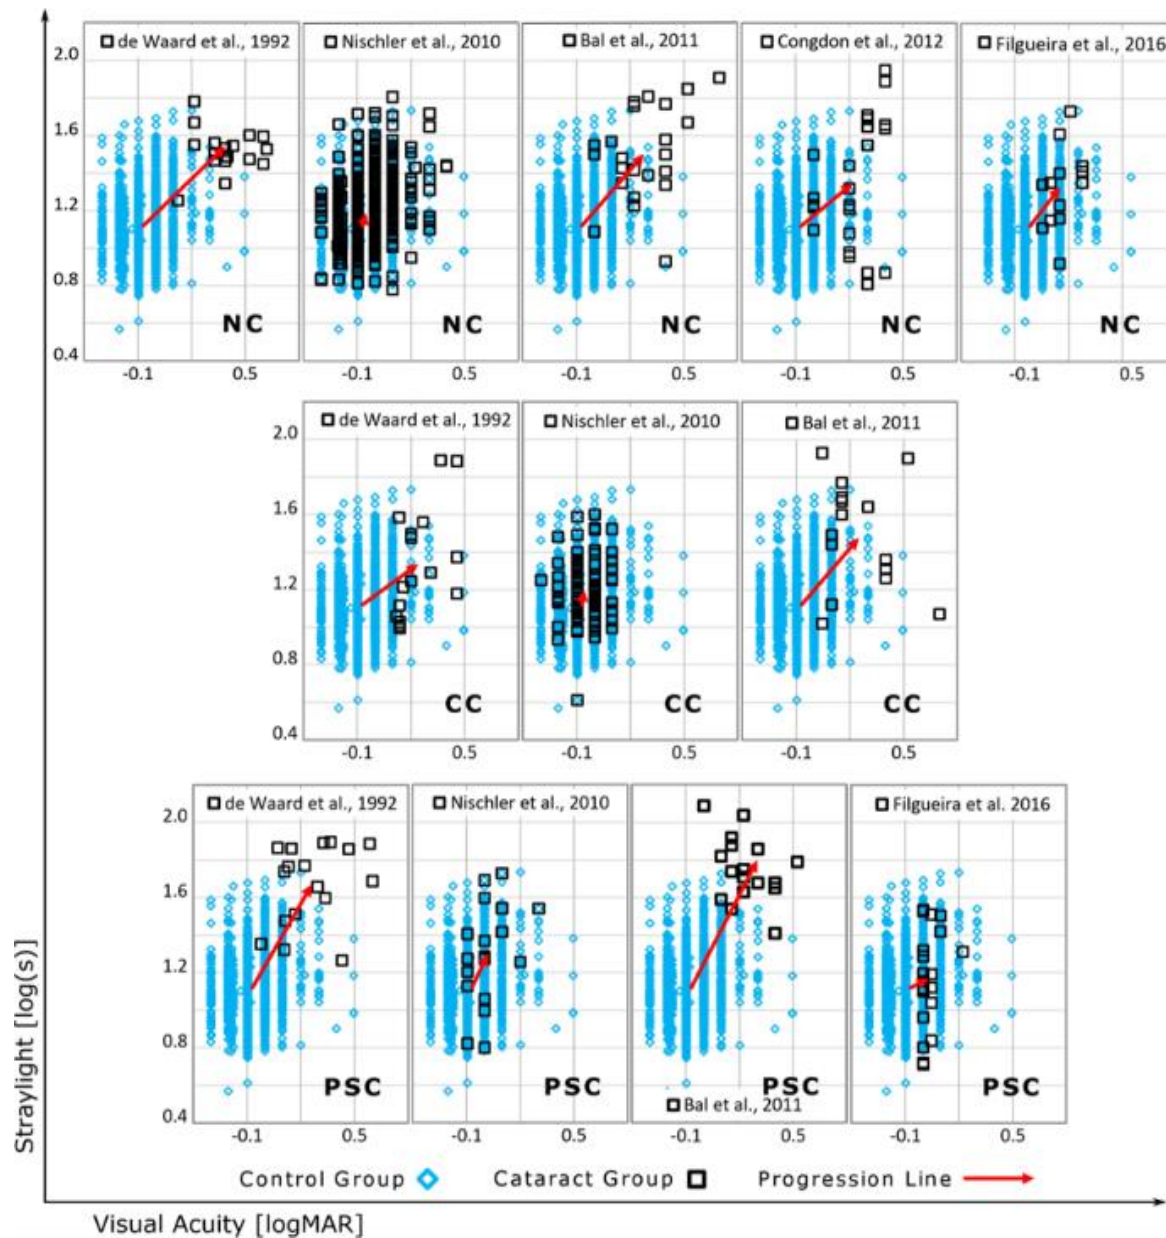 de Waard et al., 1992 Nischler et al., 2010 Bal et al., 2011 Congdon et al., 2012 Filgueira et al., 2016
2.0
1.6
1.2
0.8
NC NC NC NC NC
0.4
-0.1 0.5 -0.1 0.5 -0.1 0.5 -0.1 0.5 -0.1 0.5
de Waard et al., 1992 Nischler et al., 2010 Bal et al., 2011
2.0
1.6
1.2
0.8
CC CC CC
0.4
-0.1 0.5 -0.1 0.5 -0.1 0.5
de Waard et al., 1992 Nischler et al., 2010 Filgueira et al. 2016
2.0
1.6
1.2
0.8
PSC PSC PSC PSC
Bal et al., 2011
0.4
-0.1 0.5 -0.1 0.5 -0.1 0.5 -0.1 0.5
Straylight [log(s)]
Control Group Cataract Group Progression Line
Visual Acuity [logMAR]